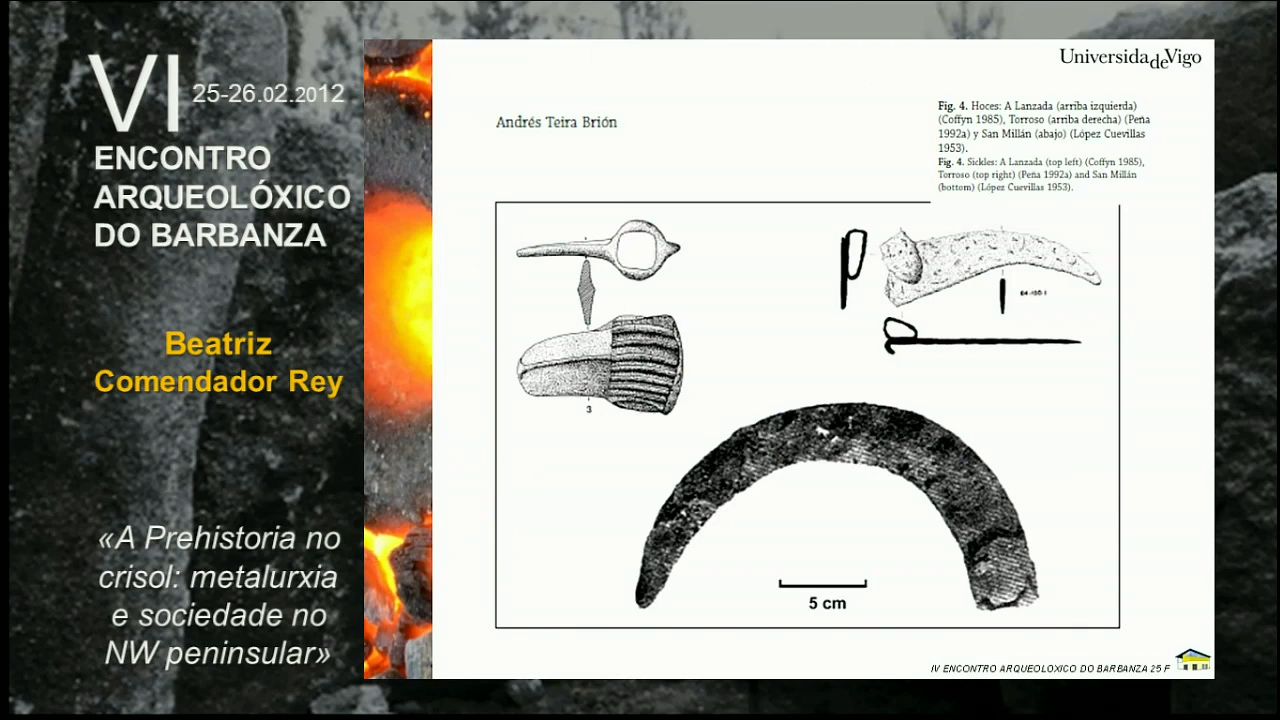 VI 25-26.02.2012
ENCONTRO
ARQUEOLÓXICO
DO BARBANZA
Beatriz
Comendador Rey
«A Prehistoria no
crisol: metalurxia
e sociedade no
NW peninsular»
UniversidadeVigo
Andrés Teira Brión
Fig. 4. Hoces: A Lanzada (arriba izquierda)
(Coffyn 1985), Torroso (arriba derecha) (Peña
1992a) y San Millán (abajo) (López Cuevillas
1953).
Fig. 4. Sickles: A Lanzada (top left) (Coffyn 1985),
Torroso (top right) (Peña 1992a) and San Millán
(bottom) (López Cuevillas 1953).
3
5 cm
IV ENCONTRO ARQUEOLOXICO DO BARBANZA 25 F